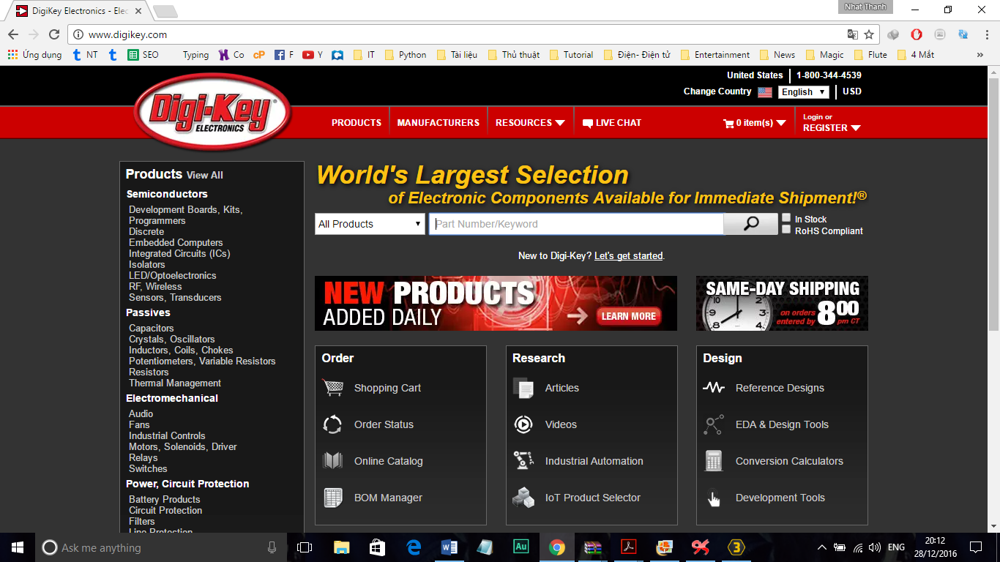 Nhat Thanh
DigiKey Electronics - Elec
www.digikey.com
Ứng dụng NT SEO Typing Co cP F Y IT Python Tài liệu Thủ thuật Tutorial Điện- Điện tử Entertainment News Magic Flute 4 Mắt »
United States 1-800-344-4539
Change Country English USD
Digi-Key®
ELECTRONICS
PRODUCTS MANUFACTURERS RESOURCES LIVE CHAT 0 item(s) Login or
REGISTER
Products View All
Semiconductors
Development Boards, Kits,
Programmers
Discrete
Embedded Computers
Integrated Circuits (ICs)
Isolators
LED/Optoelectronics
RF, Wireless
Sensors, Transducers
Passives
Capacitors
Crystals, Oscillators
Inductors, Coils, Chokes
Potentiometers, Variable Resistors
Resistors
Thermal Management
Electromechanical
Audio
Fans
Industrial Controls
Motors, Solenoids, Driver
Relays
Switches
Power, Circuit Protection
Battery Products
Circuit Protection
Filters
Line Protection
World's Largest Selection
of Electronic Components Available for Immediate Shipment!®
All Products Part Number/Keyword In Stock
RoHS Compliant
New to Digi-Key? Let's get started.
NEW PRODUCTS
ADDED DAILY LEARN MORE
SAME-DAY SHIPPING
on orders
entered by 8:00 pm CT
Order
Shopping Cart
Order Status
Online Catalog
BOM Manager
Research
Articles
Videos
Industrial Automation
IoT Product Selector
Design
Reference Designs
EDA & Design Tools
Conversion Calculators
Development Tools
Ask me anything
Au
3
ENG
20:12
28/12/2016